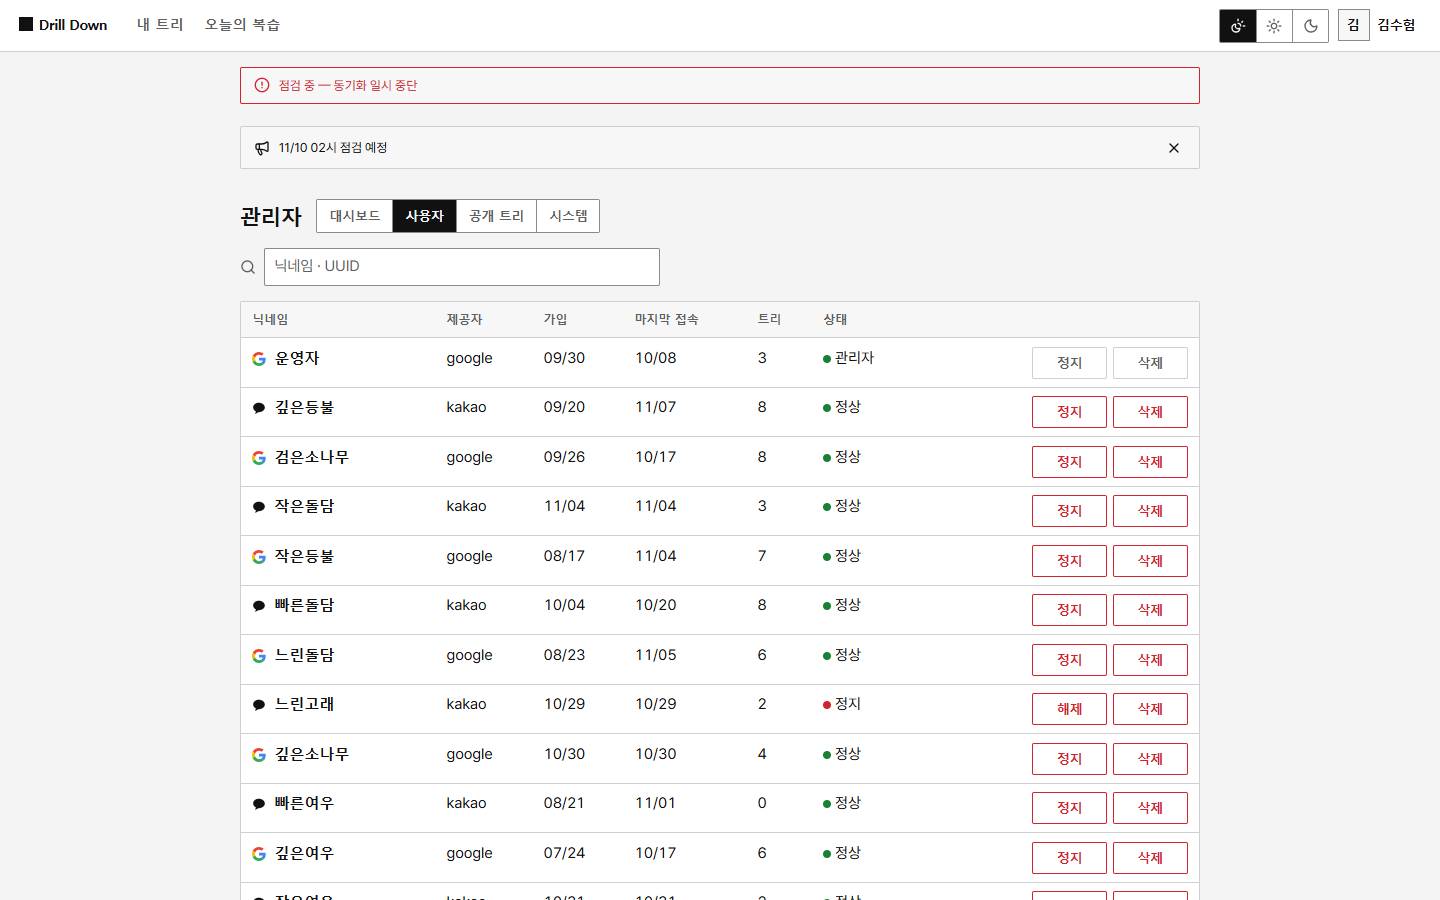 Drill Down 내 트리 오늘의 복습 김 김수험
점검 중 — 동기화 일시 중단
11/10 02시 점검 예정
관리자 대시보드 사용자 공개 트리 시스템
닉네임 · UUID
닉네임 제공자 가입 마지막 접속 트리 상태
운영자 google 09/30 10/08 3 관리자 정지 삭제
깊은등불 kakao 09/20 11/07 8 정상 정지 삭제
검은소나무 google 09/26 10/17 8 정상 정지 삭제
작은돌담 kakao 11/04 11/04 3 정상 정지 삭제
작은등불 google 08/17 11/04 7 정상 정지 삭제
빠른돌담 kakao 10/04 10/20 8 정상 정지 삭제
느린돌담 google 08/23 11/05 6 정상 정지 삭제
느린고래 kakao 10/29 10/29 2 정지 해제 삭제
깊은소나무 google 10/30 10/30 4 정상 정지 삭제
빠른여우 kakao 08/21 11/01 0 정상 정지 삭제
깊은여우 google 07/24 10/17 6 정상 정지 삭제